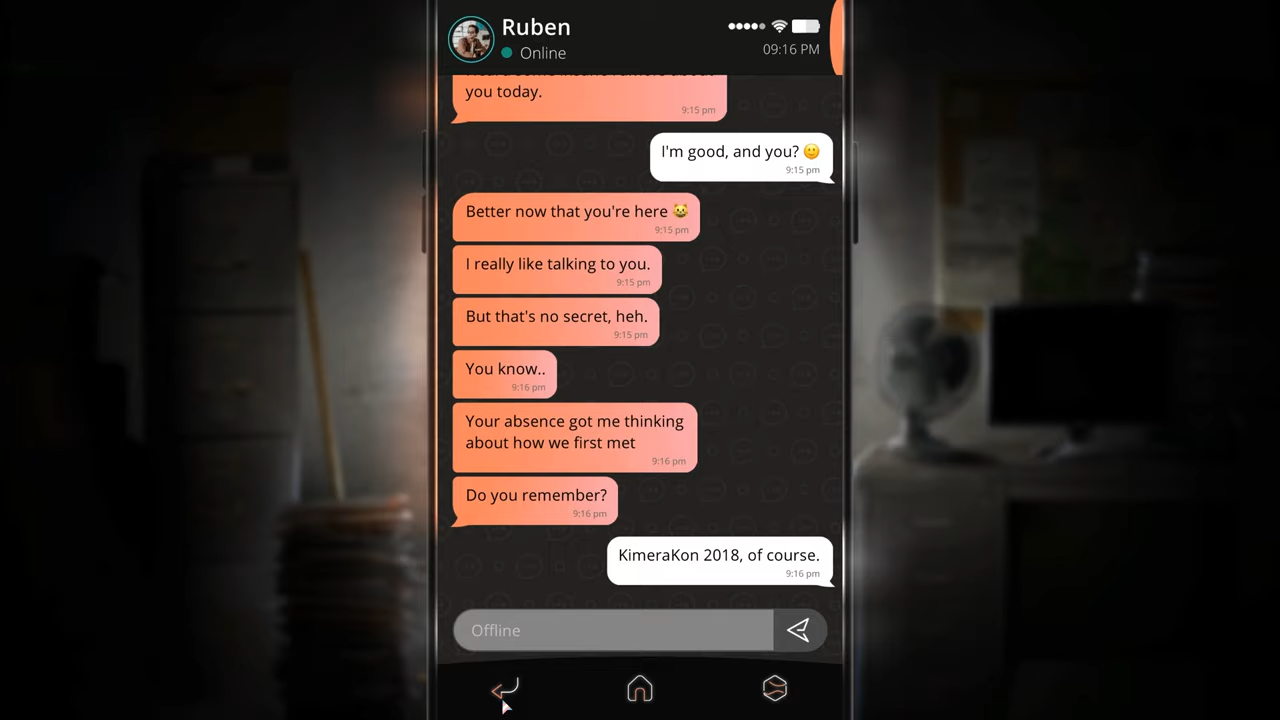 Ruben
Online
09:16 PM
you today.
9:15 pm
I'm good, and you? 🙂
9:15 pm
Better now that you're here 😺
9:15 pm
I really like talking to you.
9:15 pm
But that's no secret, heh.
9:15 pm
You know..
9:16 pm
Your absence got me thinking
about how we first met
9:16 pm
Do you remember?
9:16 pm
KimeraKon 2018, of course.
9:16 pm
Offline